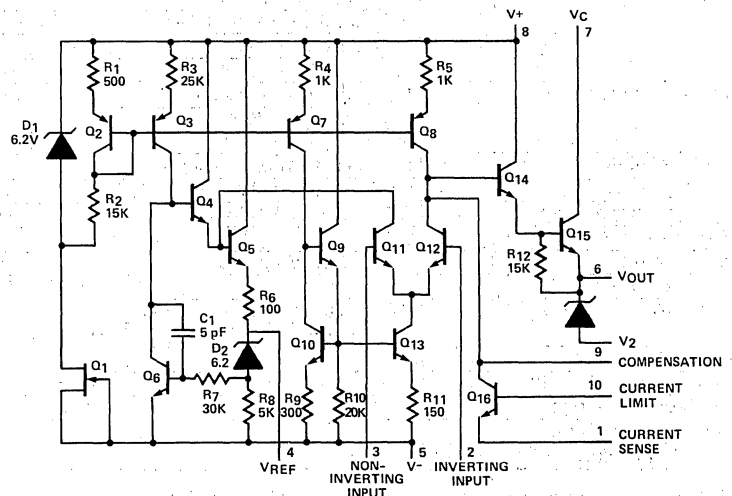 V+
8
VC
7
R1
500
R3
25K
R4
1K
R5
1K
D1
6.2V
Q2
Q3
Q7
Q8
R2
15K
Q4
Q14
Q5
Q9
Q11
Q12
Q15
R12
15K
6 VOUT
R6
100
C1
5 pF
D2
6.2
V2
9
COMPENSATION
Q10
Q13
Q1
Q6
R7
30K
R8
5K
R9
300
R10
20K
R11
150
Q16
10
CURRENT
LIMIT
1
CURRENT
SENSE
4
VREF
3
NON-
INVERTING
INPUT
5
V-
2
INVERTING
INPUT